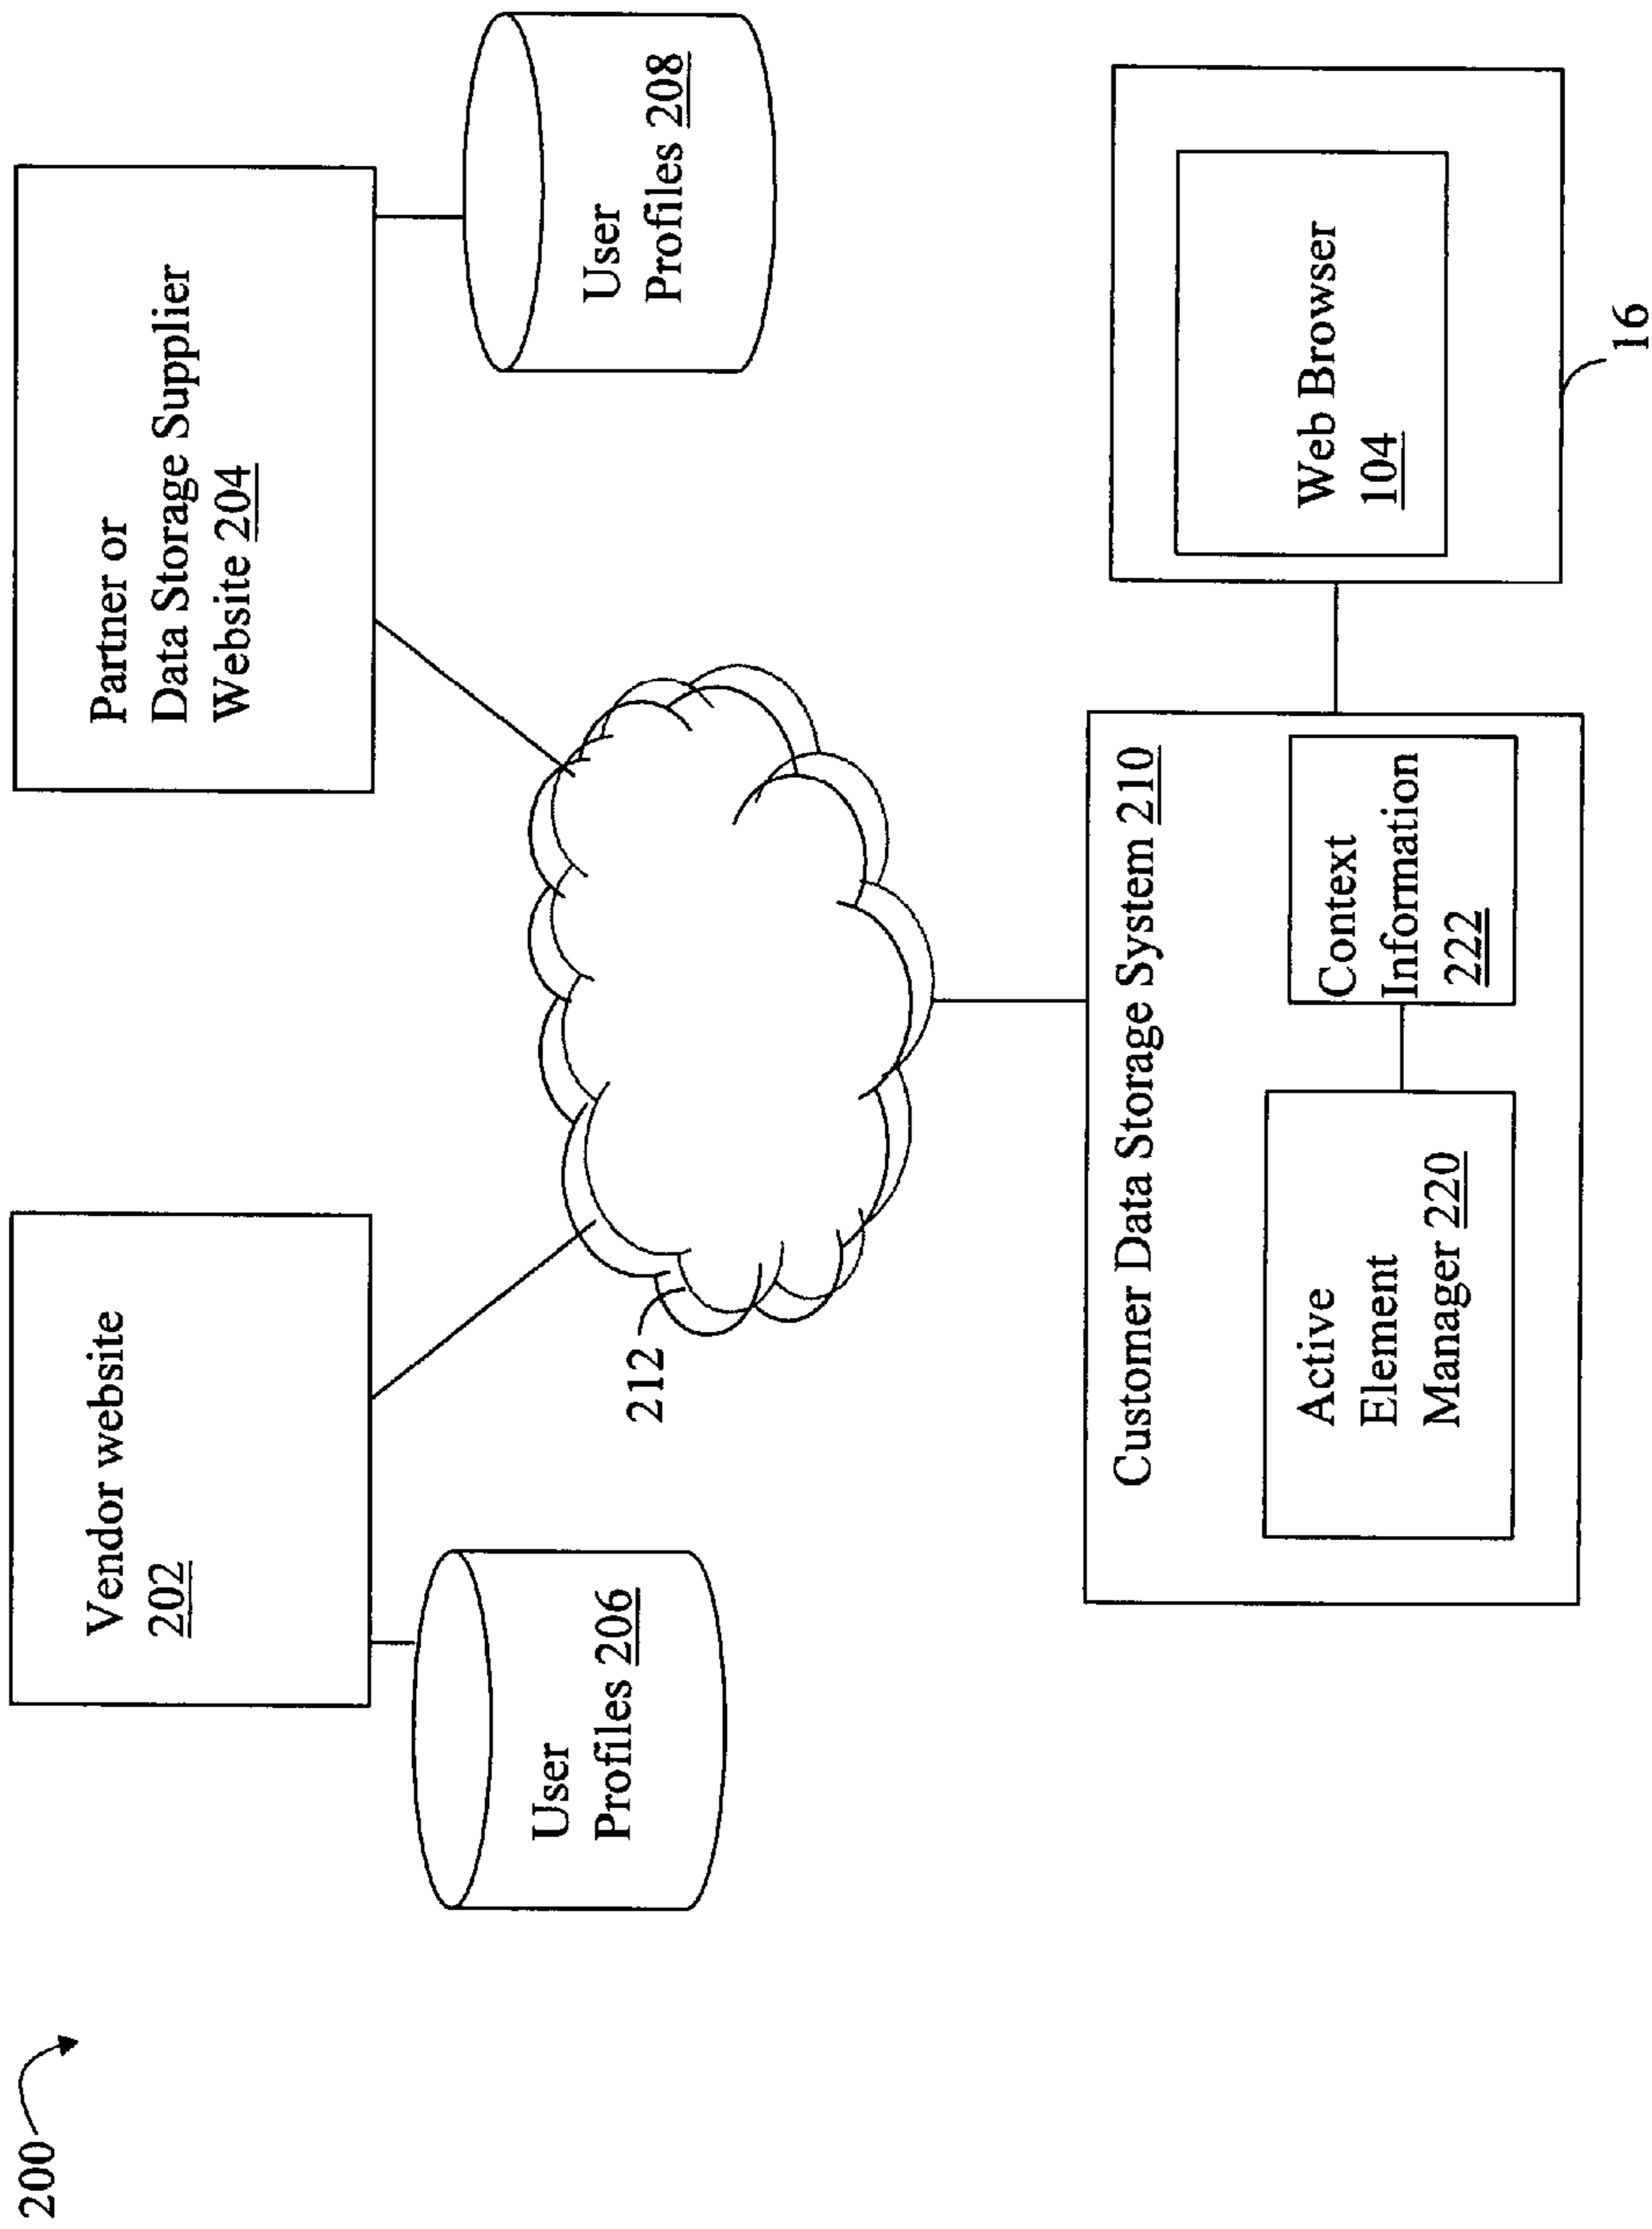 200
Vendor website
202
Partner or
Data Storage Supplier
Website 204
User
Profiles 206
User
Profiles 208
212
Customer Data Storage System 210
Active
Element
Manager 220
Context
Information
222
Web Browser
104
16